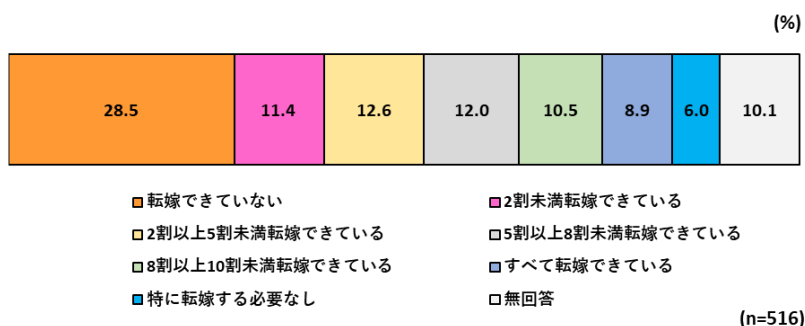 (%)
28.5 11.4 12.6 12.0 10.5 8.9 6.0 10.1
転嫁できていない 2割未満転嫁できている
2割以上5割未満転嫁できている 5割以上8割未満転嫁できている
8割以上10割未満転嫁できている すべて転嫁できている
特に転嫁する必要なし 無回答
(n=516)